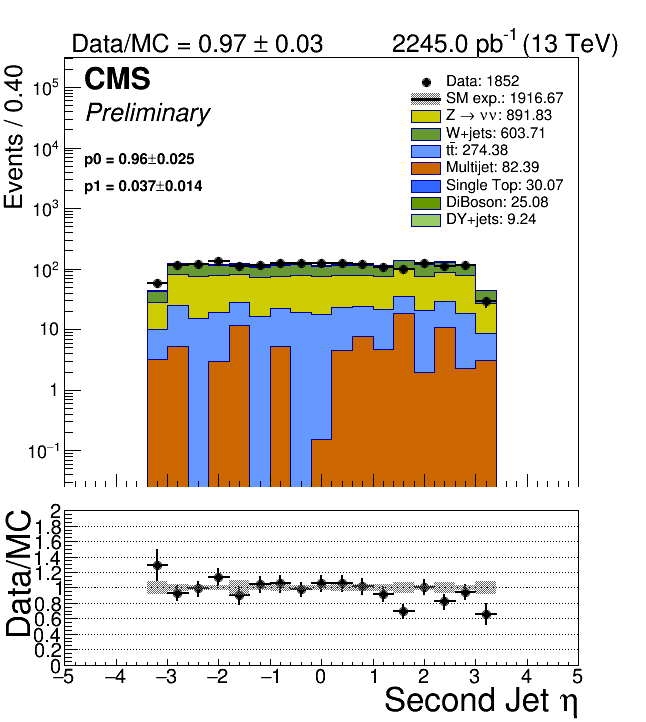 Data/MC = 0.97 ± 0.03 2245.0 pb⁻¹ (13 TeV)
CMS
Preliminary
p0 = 0.96±0.025
p1 = 0.037±0.014
Data: 1852
SM exp.: 1916.67
Z → νν: 891.83
W+jets: 603.71
tt̄: 274.38
Multijet: 82.39
Single Top: 30.07
DiBoson: 25.08
DY+jets: 9.24
Events / 0.40
10⁵
10⁴
10³
10²
10
1
10⁻¹
Data/MC
2
1.8
1.6
1.4
1.2
1
0.8
0.6
0.4
0.2
0
−5 −4 −3 −2 −1 0 1 2 3 4 5
Second Jet η